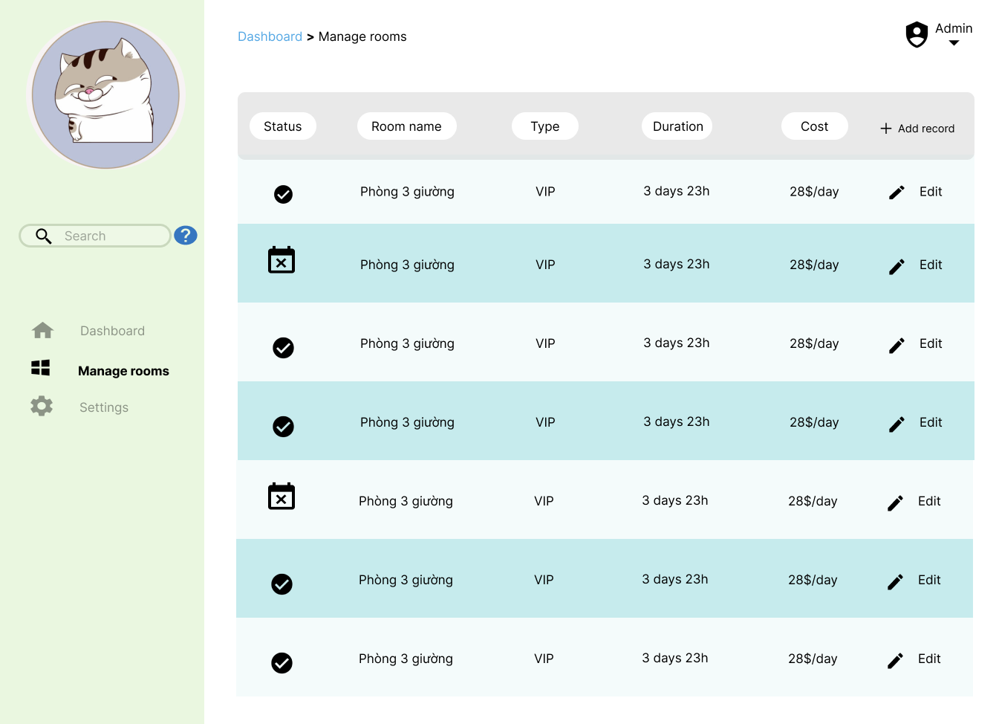 Dashboard > Manage rooms
Admin
Search
?
Dashboard
Manage rooms
Settings
Status Room name Type Duration Cost + Add record
Phòng 3 giường VIP 3 days 23h 28$/day Edit
Phòng 3 giường VIP 3 days 23h 28$/day Edit
Phòng 3 giường VIP 3 days 23h 28$/day Edit
Phòng 3 giường VIP 3 days 23h 28$/day Edit
Phòng 3 giường VIP 3 days 23h 28$/day Edit
Phòng 3 giường VIP 3 days 23h 28$/day Edit
Phòng 3 giường VIP 3 days 23h 28$/day Edit